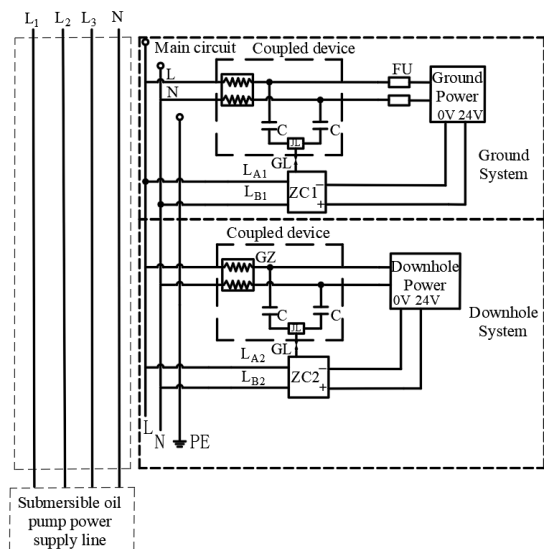 L1 L2 L3 N
Main circuit
Coupled device
L
N
FU
Ground
Power
0V 24V
C
C
JL
GL
LA1
LB1
ZC1
−
+
Ground
System
Coupled device
GZ
Downhole
Power
0V 24V
C
C
JL
GL
LA2
LB2
ZC2
−
+
Downhole
System
L
N
PE
Submersible oil
pump power
supply line